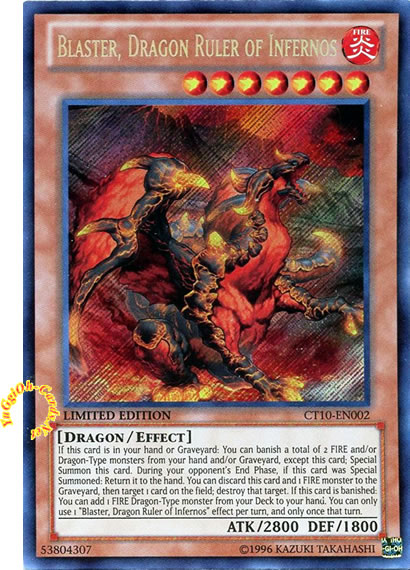 BLASTER, DRAGON RULER OF INFERNOS
FIRE
炎
YuGgiOh-Cards.Net
LIMITED EDITION
CT10-EN002
[DRAGON/EFFECT]
If this card is in your hand or Graveyard: You can banish a total of 2 FIRE and/or
Dragon-Type monsters from your hand and/or Graveyard, except this card; Special
Summon this card. During your opponent's End Phase, if this card was Special
Summoned: Return it to the hand. You can discard this card and 1 FIRE monster to the
Graveyard, then target 1 card on the field; destroy that target. If this card is banished:
You can add 1 FIRE Dragon-Type monster from your Deck to your hand. You can only
use 1 "Blaster, Dragon Ruler of Infernos" effect per turn, and only once that turn.
ATK/2800 DEF/1800
53804307
©1996 KAZUKI TAKAHASHI